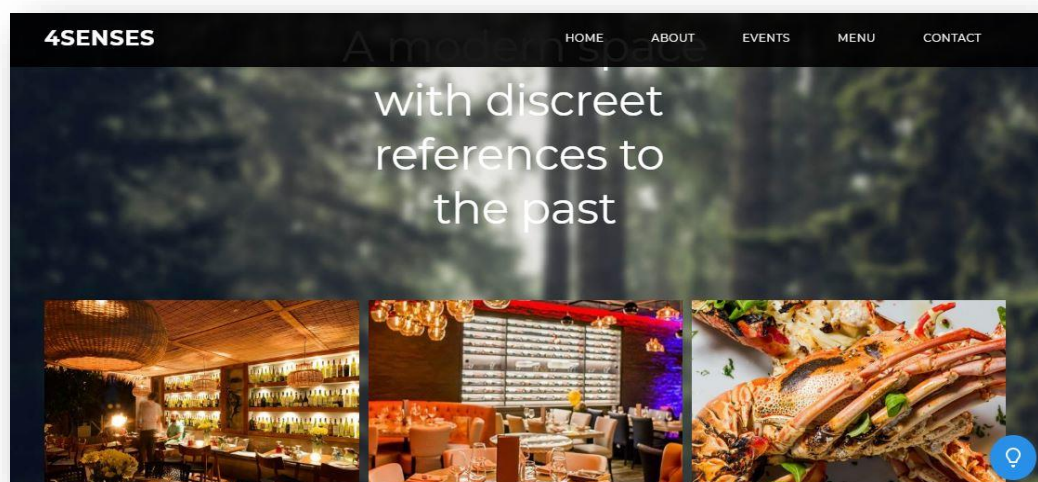 4SENSES
HOME ABOUT EVENTS MENU CONTACT
A modern space
with discreet
references to
the past